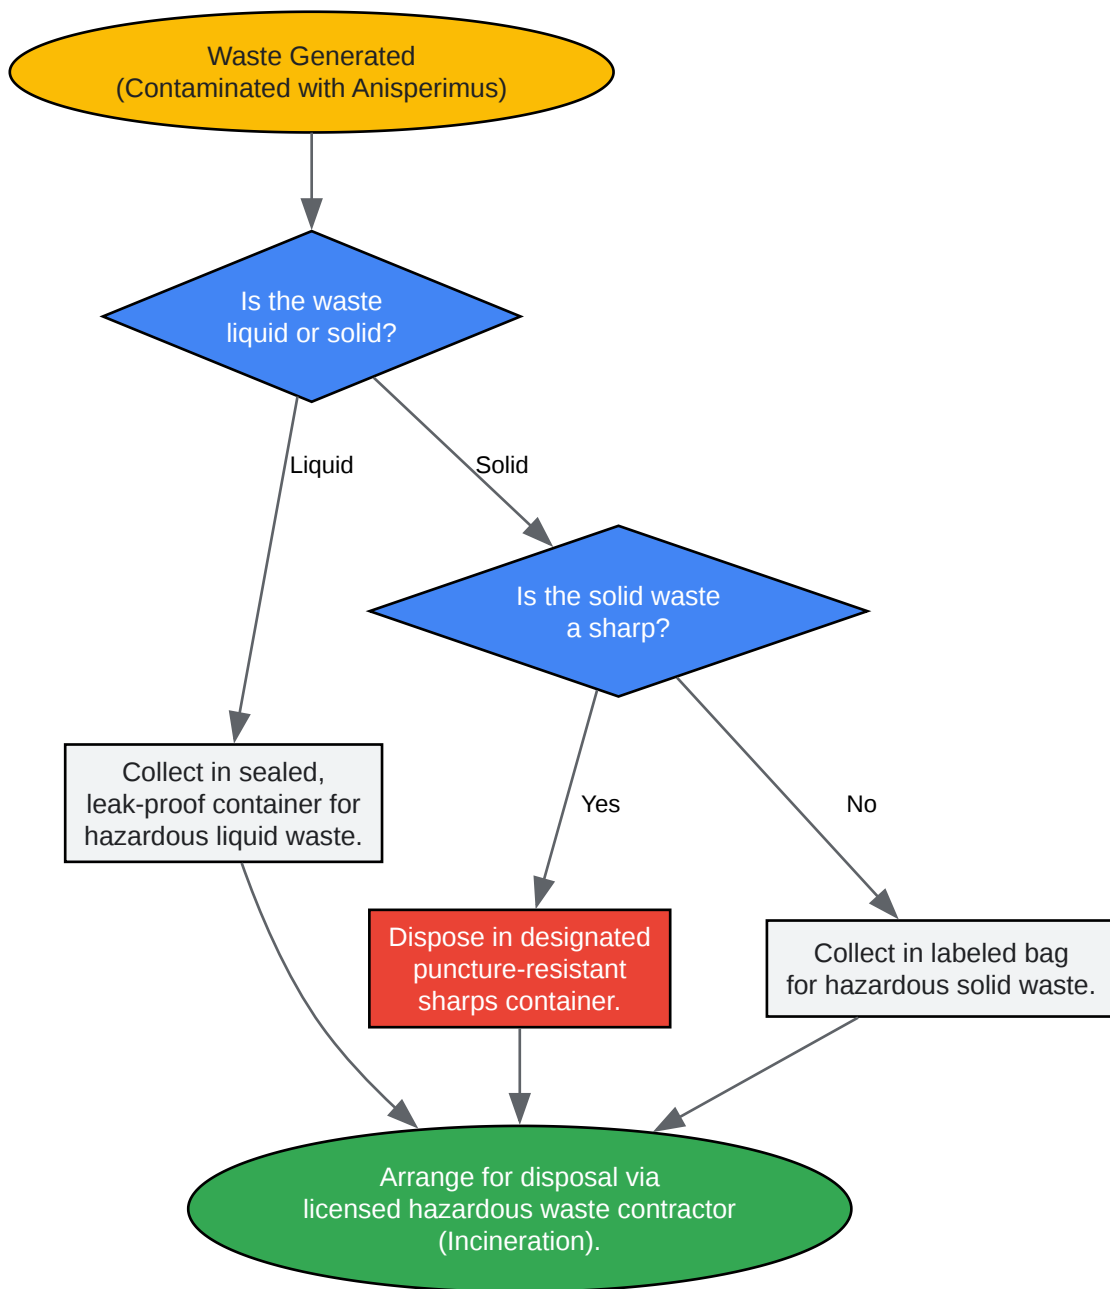 Waste Generated
(Contaminated with Anisperimus)
Is the waste
liquid or solid?
Liquid
Solid
Is the solid waste
a sharp?
Collect in sealed,
leak-proof container for
hazardous liquid waste.
Yes
No
Dispose in designated
puncture-resistant
sharps container.
Collect in labeled bag
for hazardous solid waste.
Arrange for disposal via
licensed hazardous waste contractor
(Incineration).